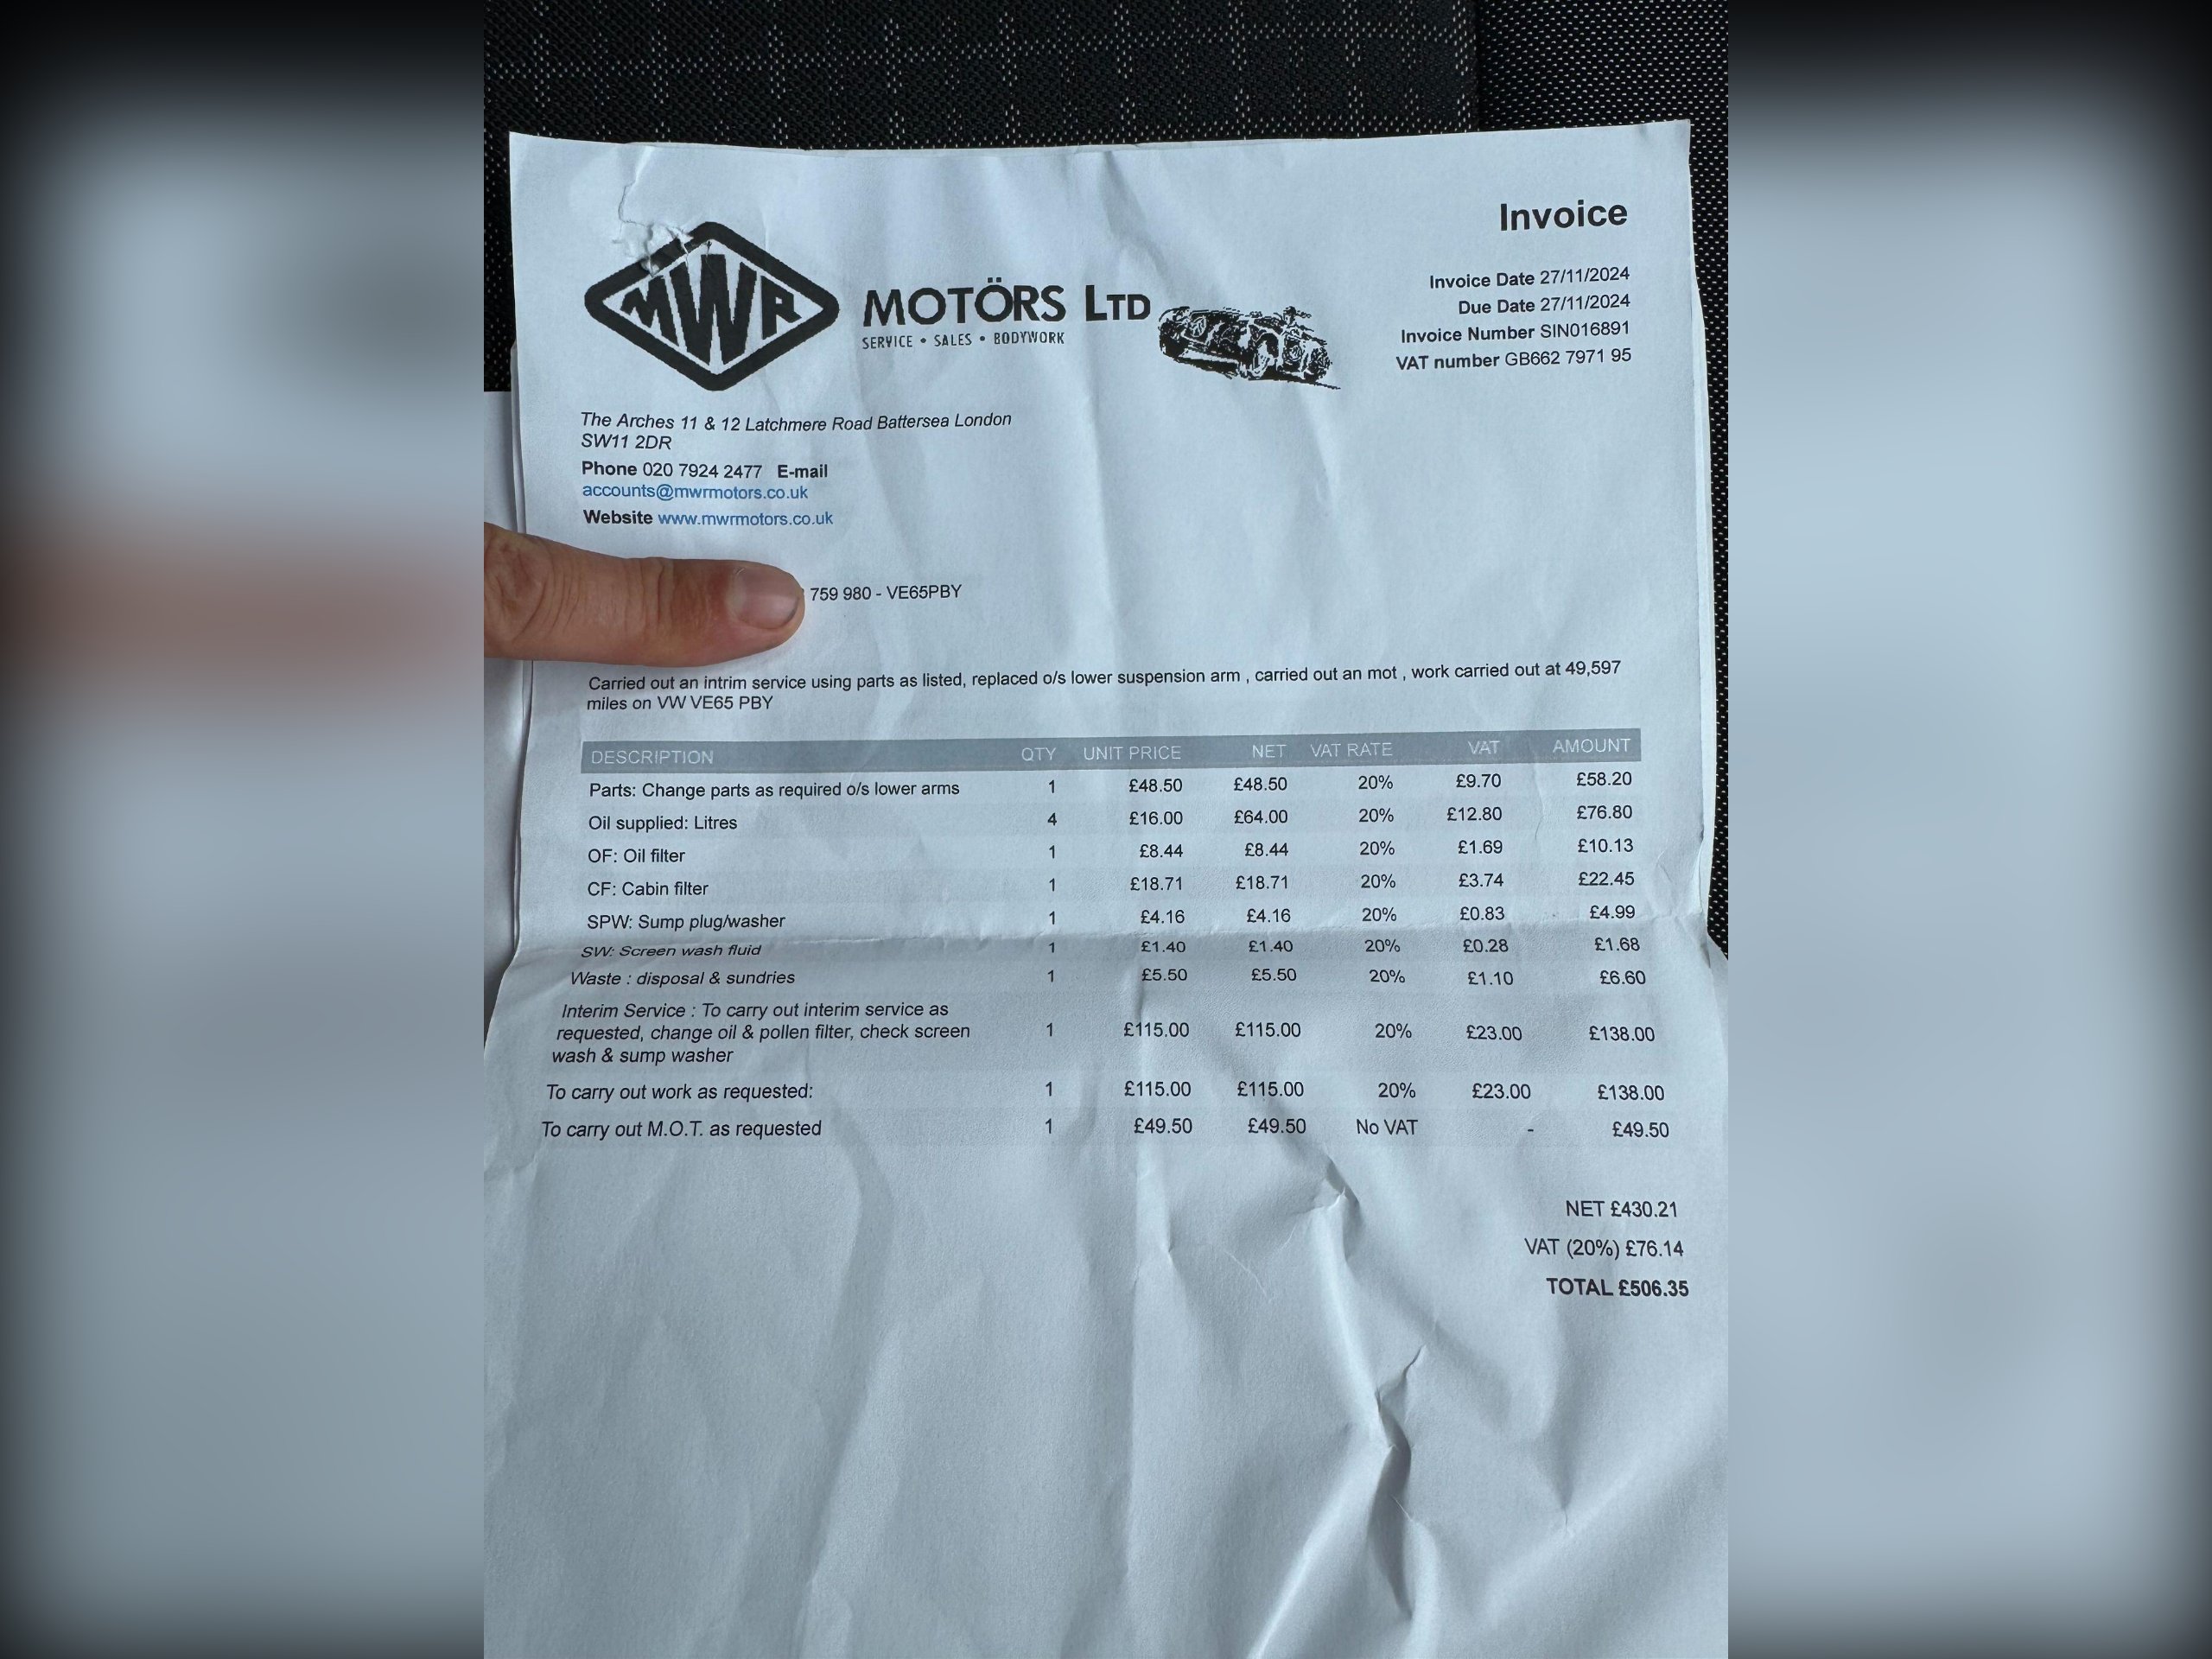 Invoice
MWR
MOTÖRS LTD
SERVICE • SALES • BODYWORK
Invoice Date 27/11/2024
Due Date 27/11/2024
Invoice Number SIN016891
VAT number GB662 7971 95
The Arches 11 & 12 Latchmere Road Battersea London
SW11 2DR
Phone 020 7924 2477 E-mail
accounts@mwrmotors.co.uk
Website www.mwrmotors.co.uk
759 980 - VE65PBY
Carried out an intrim service using parts as listed, replaced o/s lower suspension arm , carried out an mot , work carried out at 49,597
miles on VW VE65 PBY
DESCRIPTION QTY UNIT PRICE NET VAT RATE VAT AMOUNT
Parts: Change parts as required o/s lower arms 1 £48.50 £48.50 20% £9.70 £58.20
Oil supplied: Litres 4 £16.00 £64.00 20% £12.80 £76.80
OF: Oil filter 1 £8.44 £8.44 20% £1.69 £10.13
CF: Cabin filter 1 £18.71 £18.71 20% £3.74 £22.45
SPW: Sump plug/washer 1 £4.16 £4.16 20% £0.83 £4.99
SW: Screen wash fluid 1 £1.40 £1.40 20% £0.28 £1.68
Waste : disposal & sundries 1 £5.50 £5.50 20% £1.10 £6.60
Interim Service : To carry out interim service as
requested, change oil & pollen filter, check screen 1 £115.00 £115.00 20% £23.00 £138.00
wash & sump washer
To carry out work as requested: 1 £115.00 £115.00 20% £23.00 £138.00
To carry out M.O.T. as requested 1 £49.50 £49.50 No VAT - £49.50
NET £430.21
VAT (20%) £76.14
TOTAL £506.35